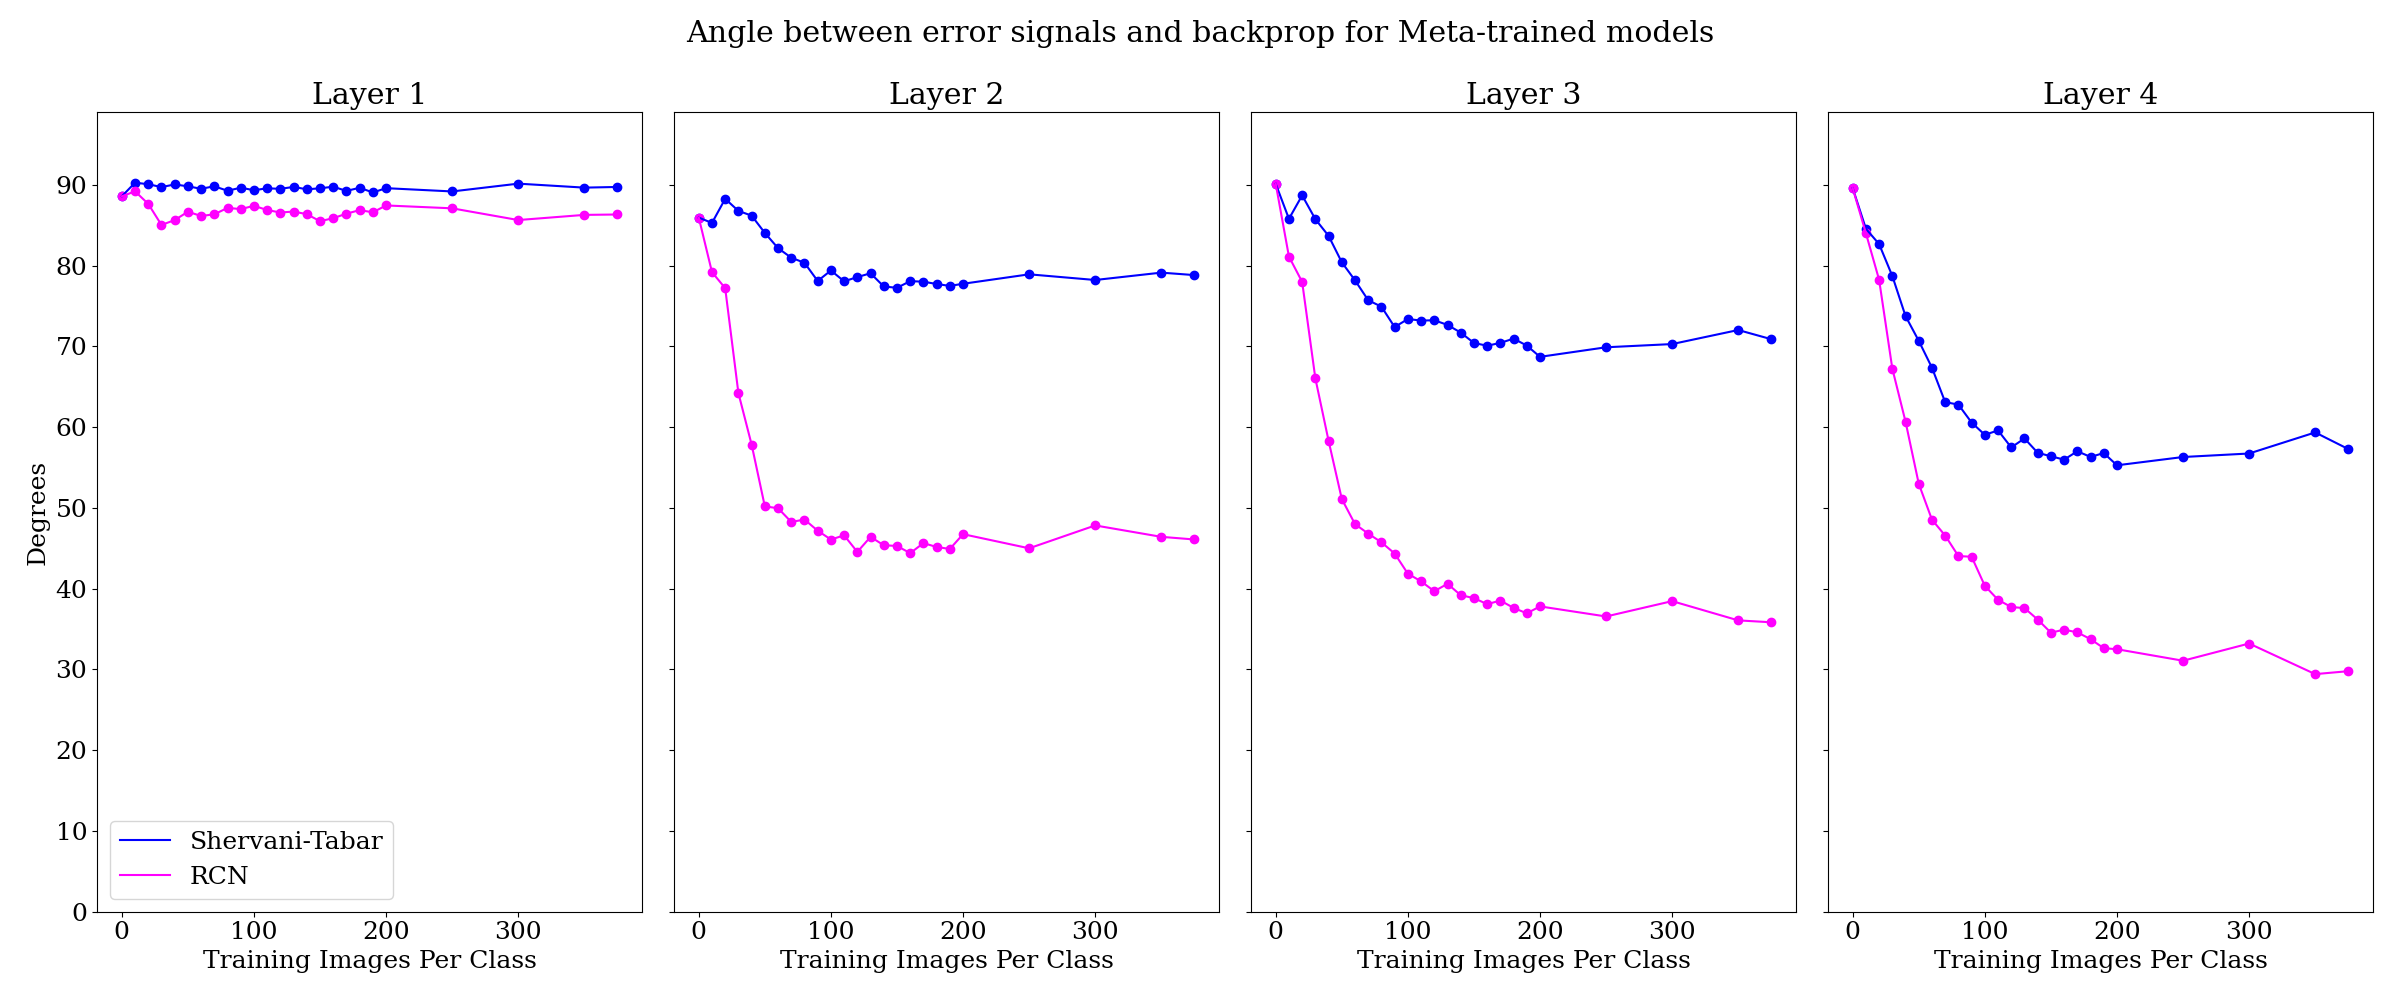 Angle between error signals and backprop for Meta-trained models
Layer 1
Layer 2
Layer 3
Layer 4
Degrees
90
80
70
60
50
40
30
20
10
0
Shervani-Tabar
RCN
0 100 200 300
0 100 200 300
0 100 200 300
0 100 200 300
Training Images Per Class
Training Images Per Class
Training Images Per Class
Training Images Per Class